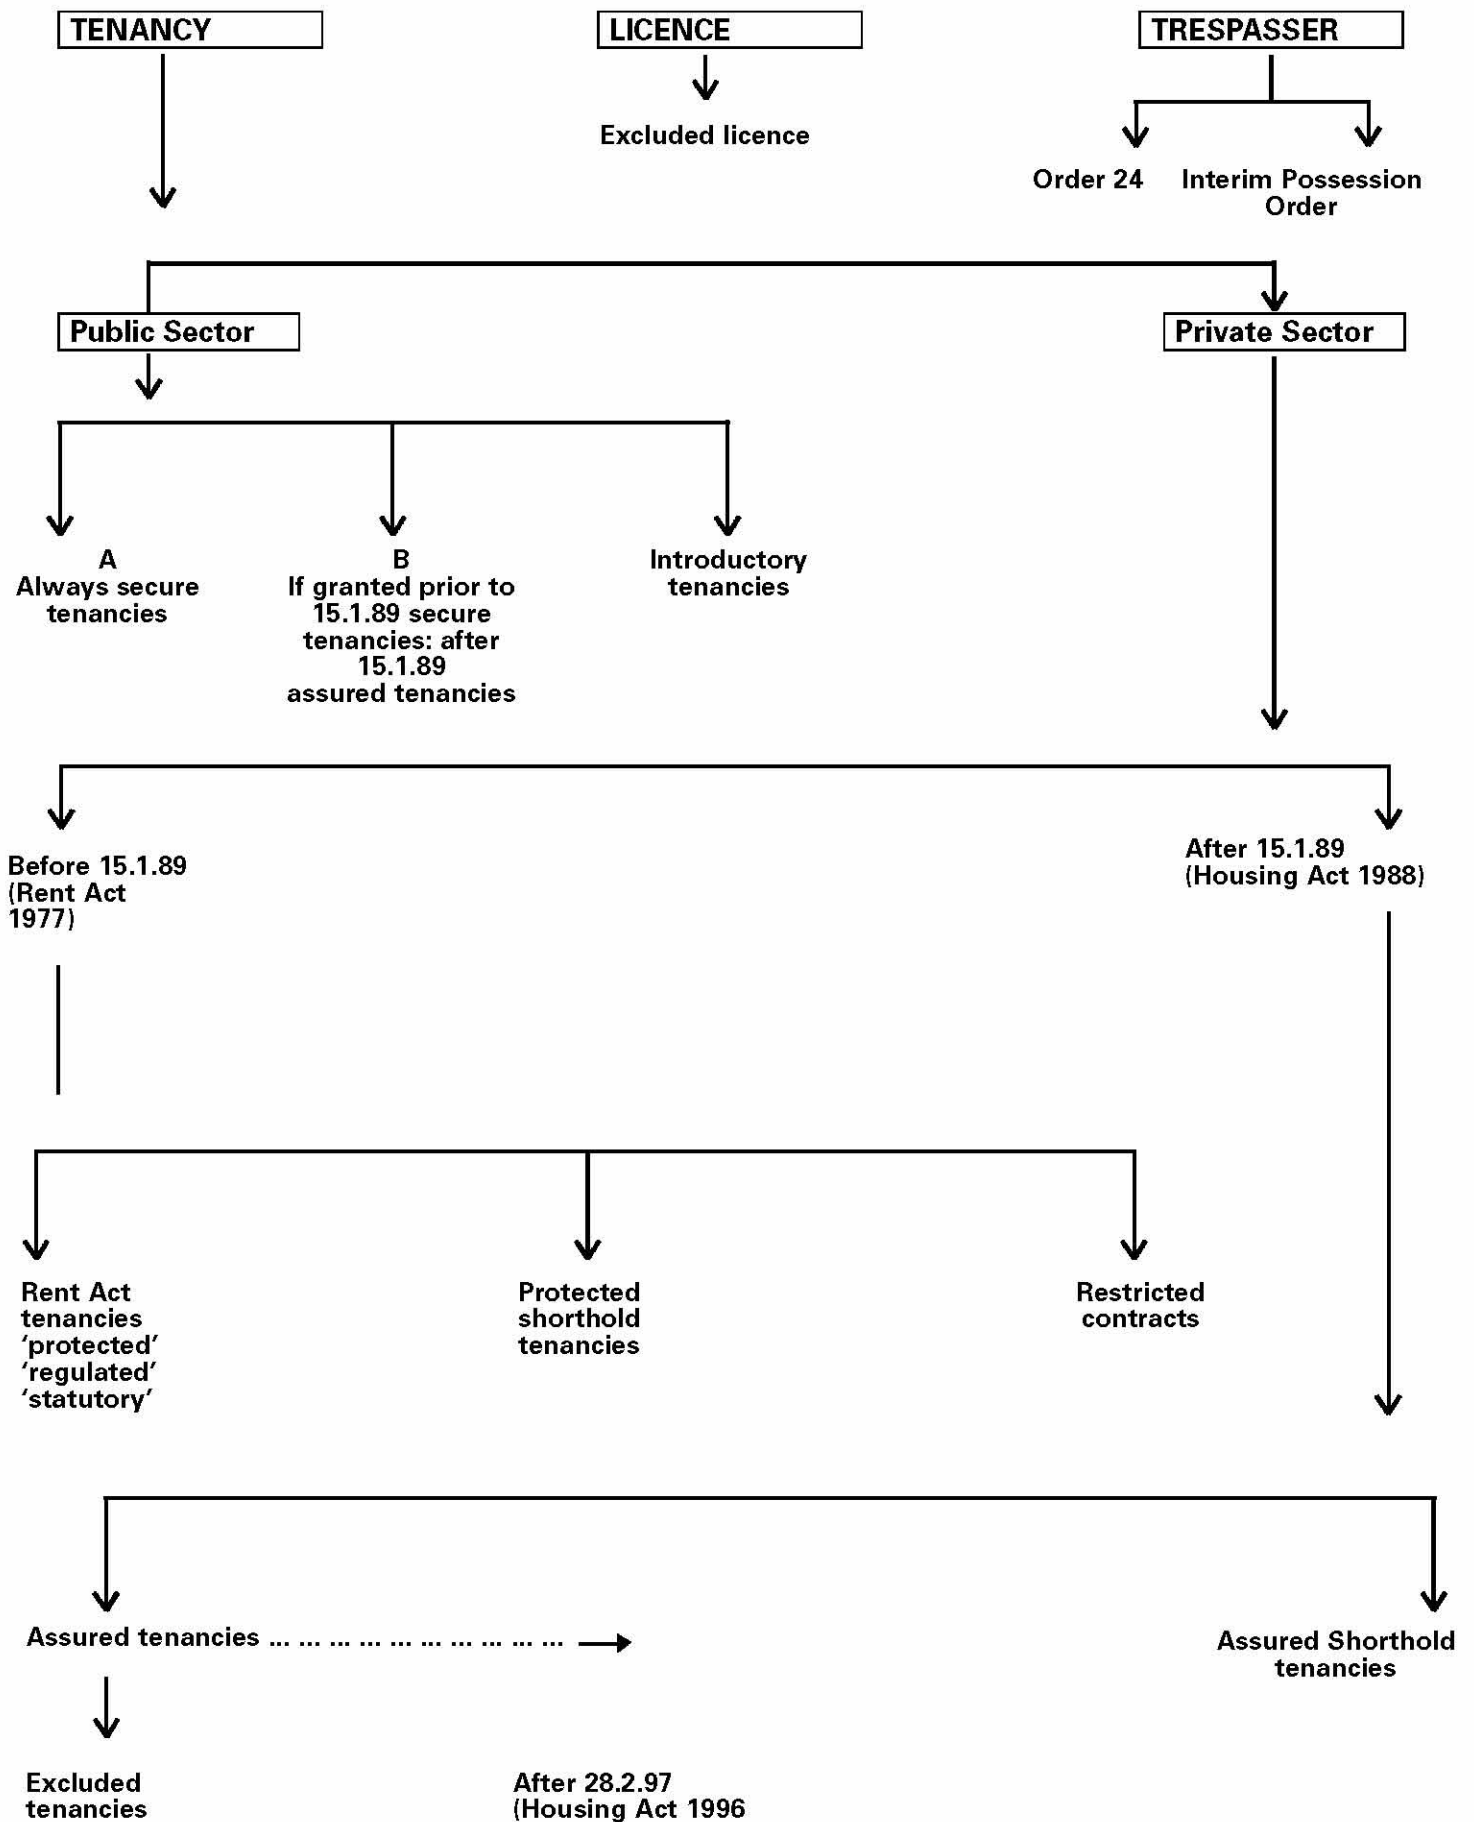 TENANCY
LICENCE
TRESPASSER
Excluded licence
Order 24
Interim Possession
Order
Public Sector
Private Sector
A
Always secure
tenancies
B
If granted prior to
15.1.89 secure
tenancies: after
15.1.89
assured tenancies
Introductory
tenancies
Before 15.1.89
(Rent Act
1977)
After 15.1.89
(Housing Act 1988)
Rent Act
tenancies
‘protected’
‘regulated’
‘statutory’
Protected
shorthold
tenancies
Restricted
contracts
Assured tenancies ... ... ... ... ... ... ... ... ... ...
Assured Shorthold
tenancies
Excluded
tenancies
After 28.2.97
(Housing Act 1996